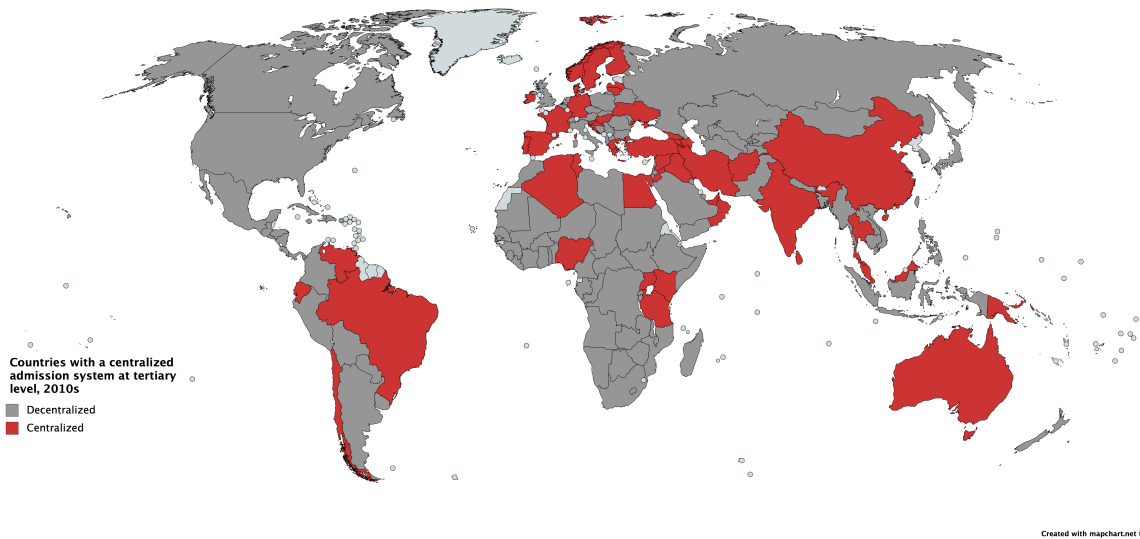 Countries with a centralized
admission system at tertiary
level, 2010s
Decentralized
Centralized
Created with mapchart.net